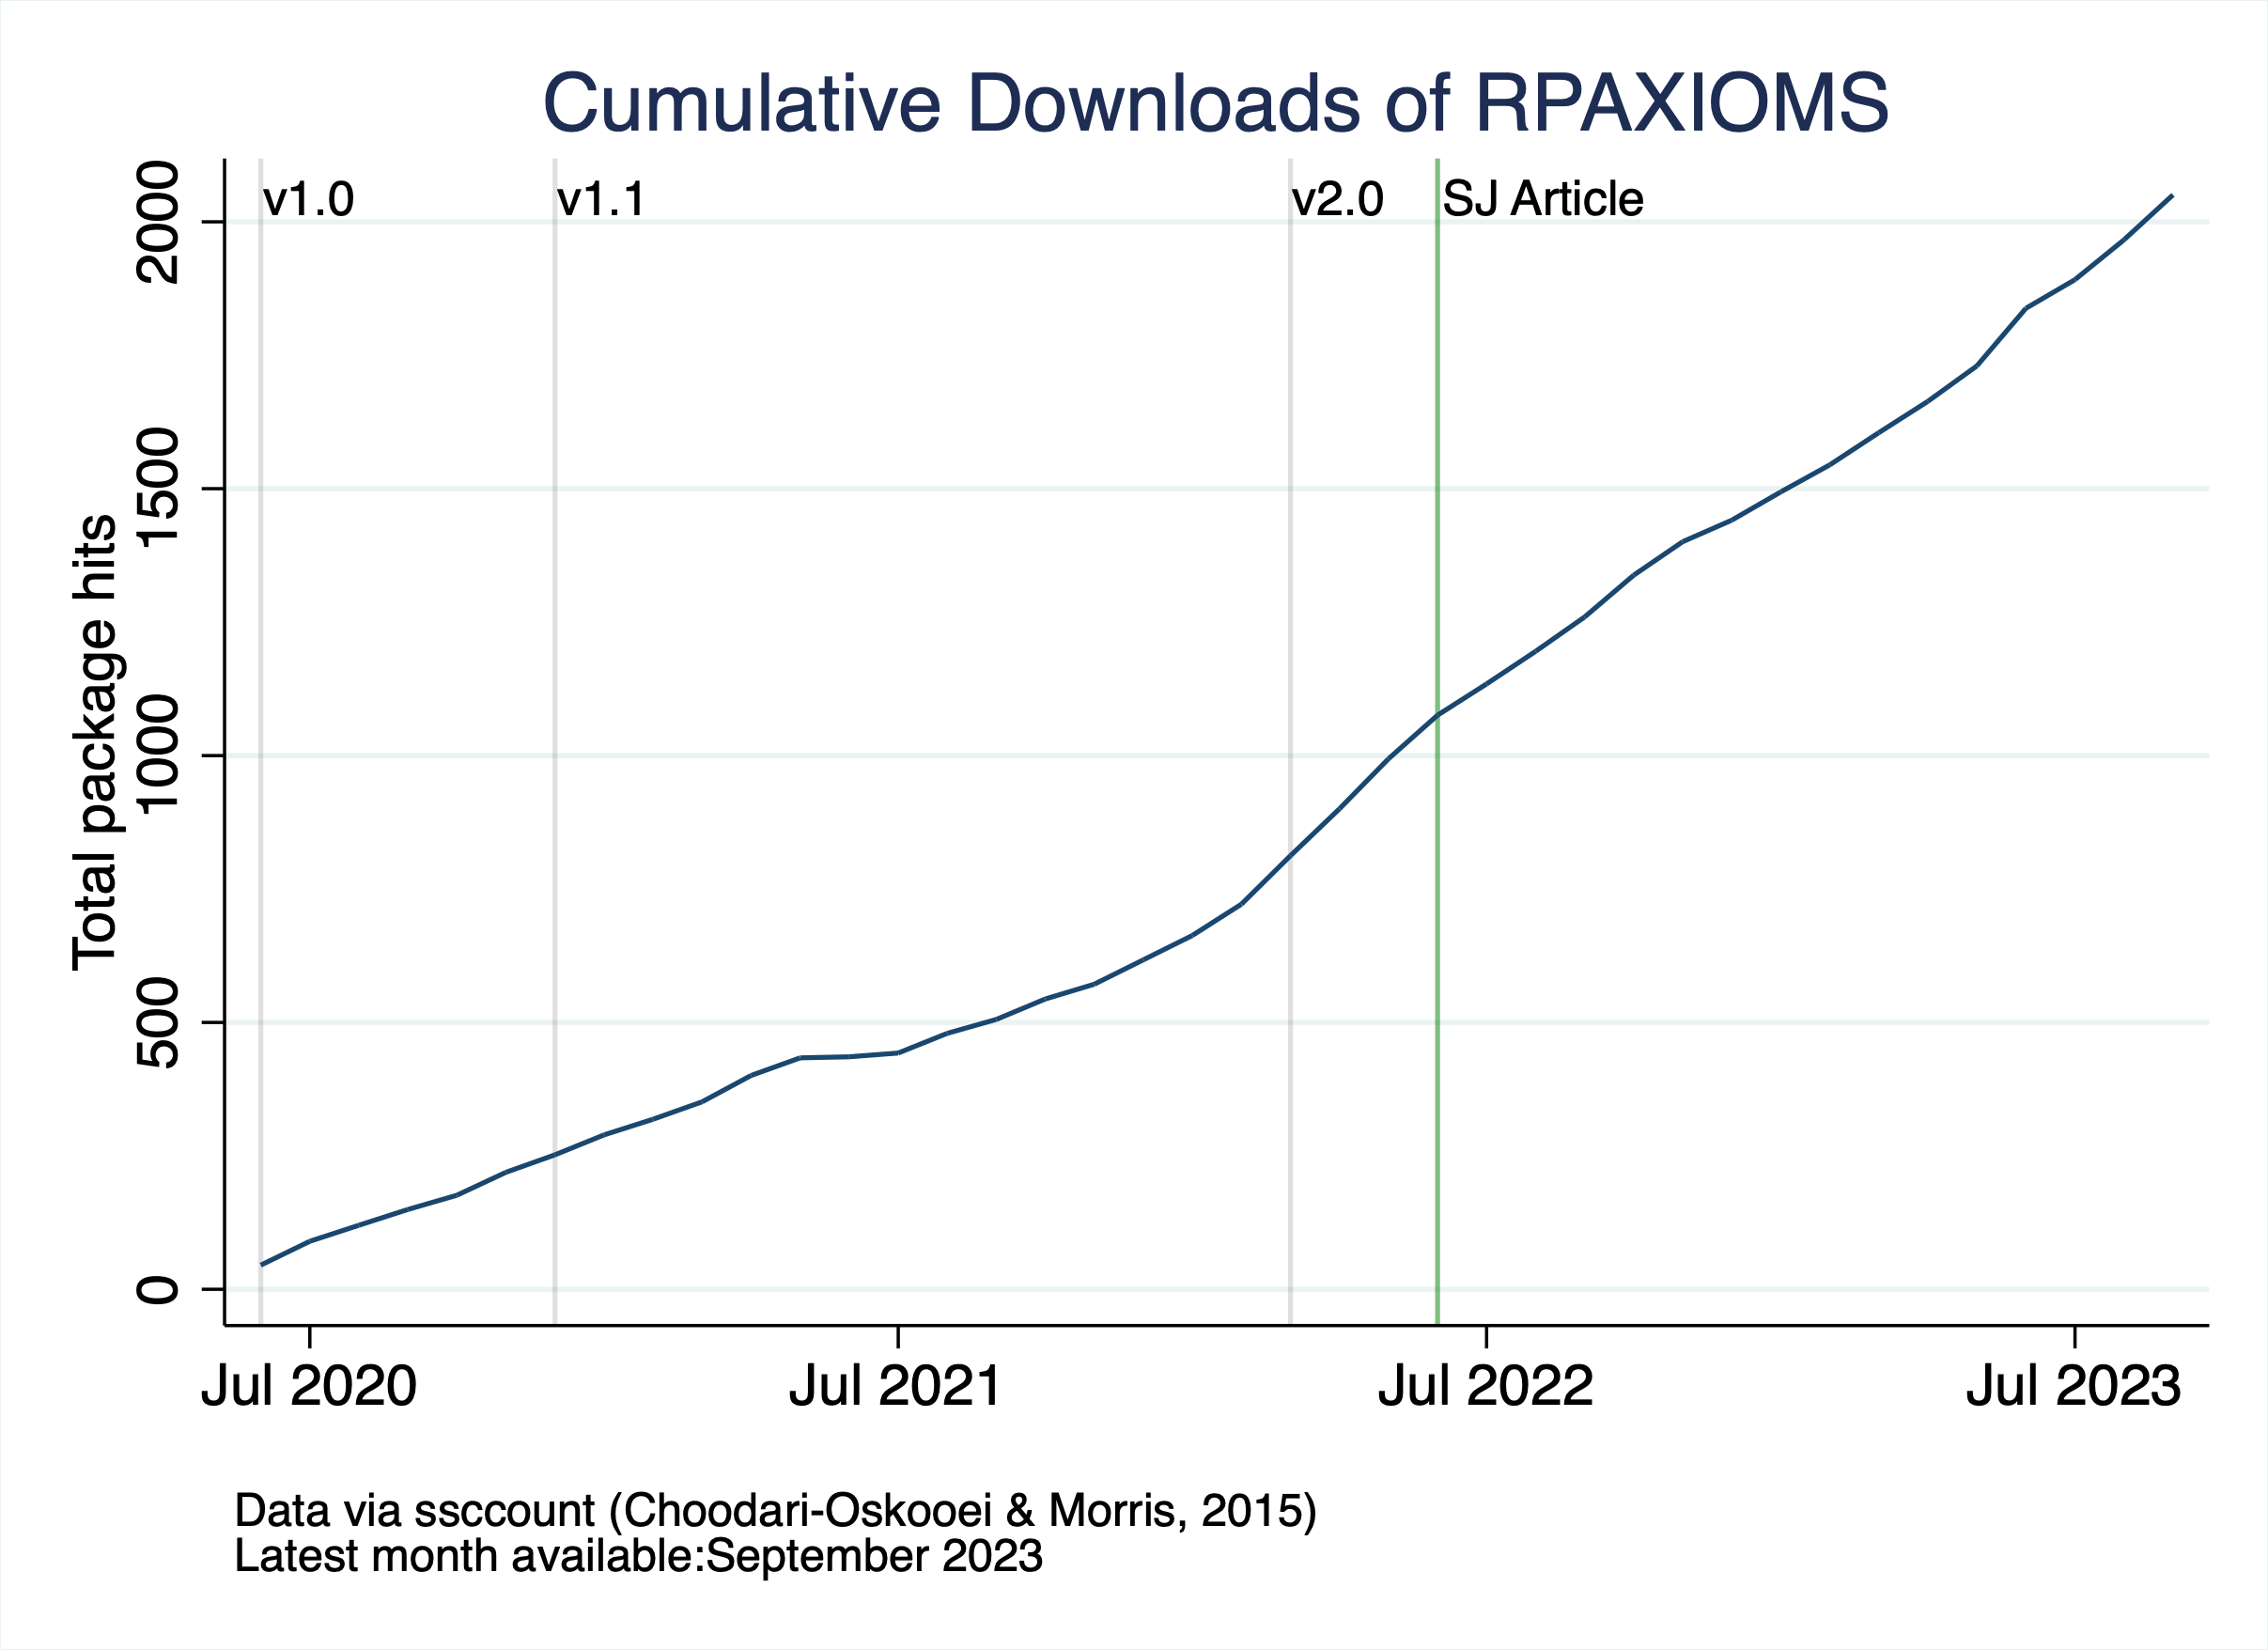 Cumulative Downloads of RPAXIOMS
v1.0
v1.1
v2.0
SJ Article
Total package hits
2000
1500
1000
500
0
Jul 2020
Jul 2021
Jul 2022
Jul 2023
Data via ssccount (Choodari-Oskooei & Morris, 2015)
Latest month available:September 2023